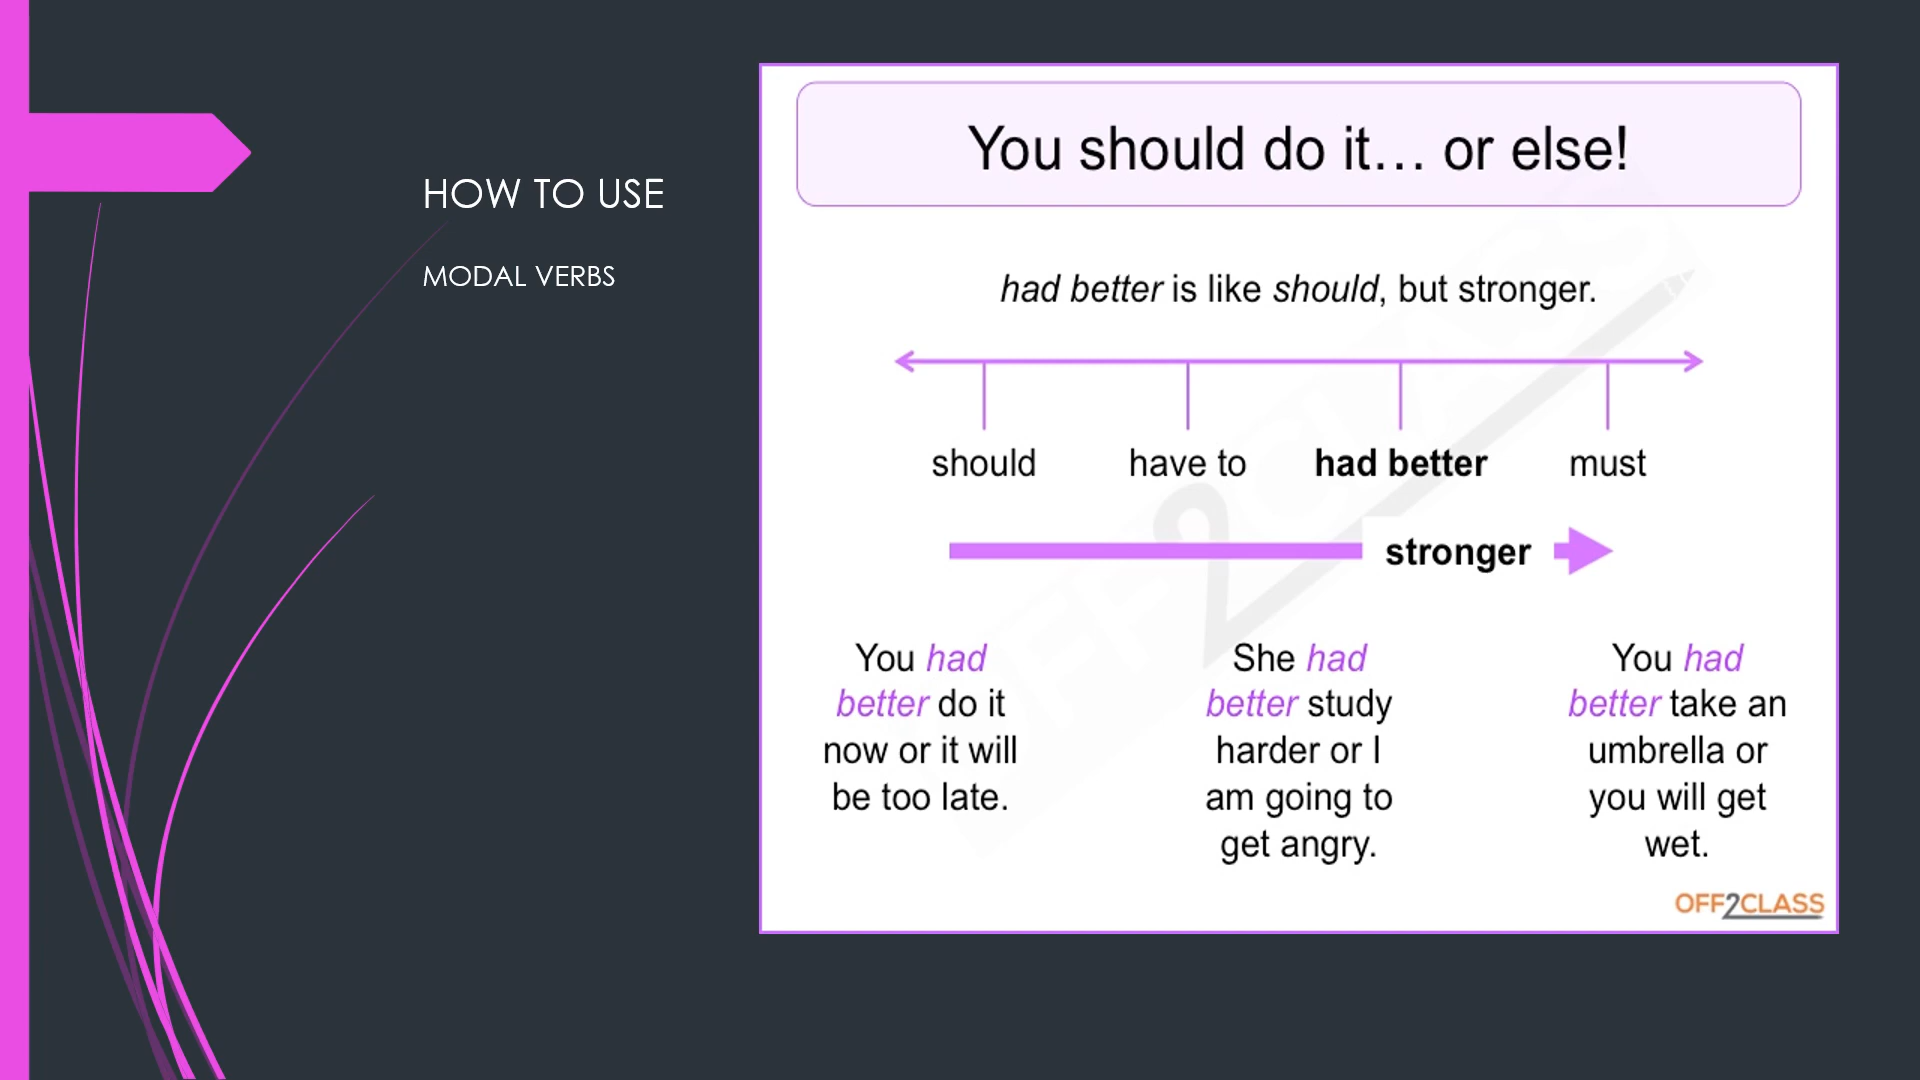 HOW TO USE
MODAL VERBS
You should do it... or else!
had better is like should, but stronger.
should have to had better must
stronger
You had
better do it
now or it will
be too late.
She had
better study
harder or I
am going to
get angry.
You had
better take an
umbrella or
you will get
wet.
OFF2CLASS
OFF2CLASS